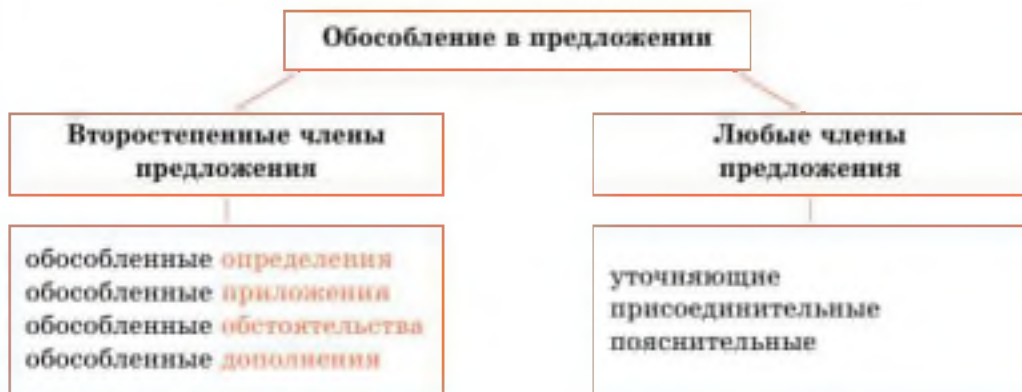 Обособление в предложении
Второстепенные члены
предложения
Любые члены
предложения
обособленные определения
обособленные приложения
обособленные обстоятельства
обособленные дополнения
уточняющие
присоединительные
пояснительные